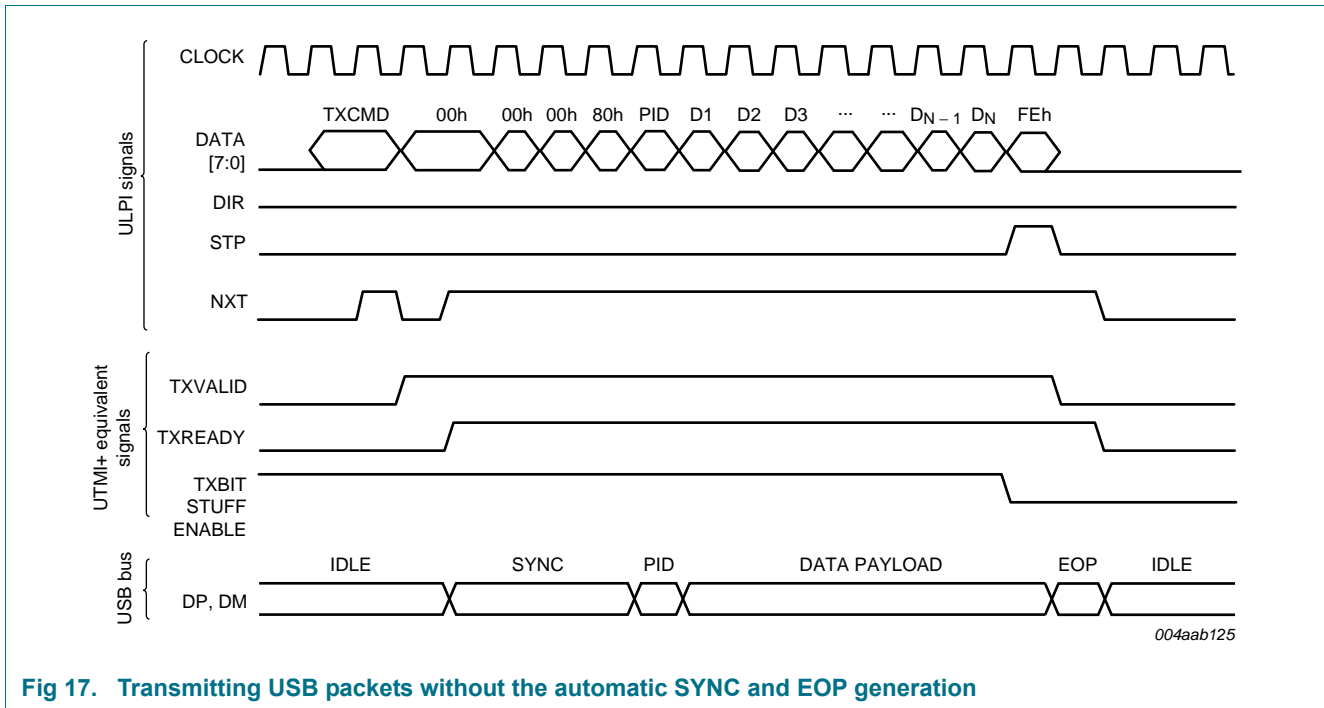 CLOCK
TXCMD 00h 00h 00h 80h PID D1 D2 D3 ... ... DN – 1 DN FEh
DATA
[7:0]
DIR
STP
NXT
ULPI signals
TXVALID
TXREADY
TXBIT
STUFF
ENABLE
UTMI+ equivalent
signals
IDLE SYNC PID DATA PAYLOAD EOP IDLE
DP, DM
USB bus
004aab125
Fig 17. Transmitting USB packets without the automatic SYNC and EOP generation